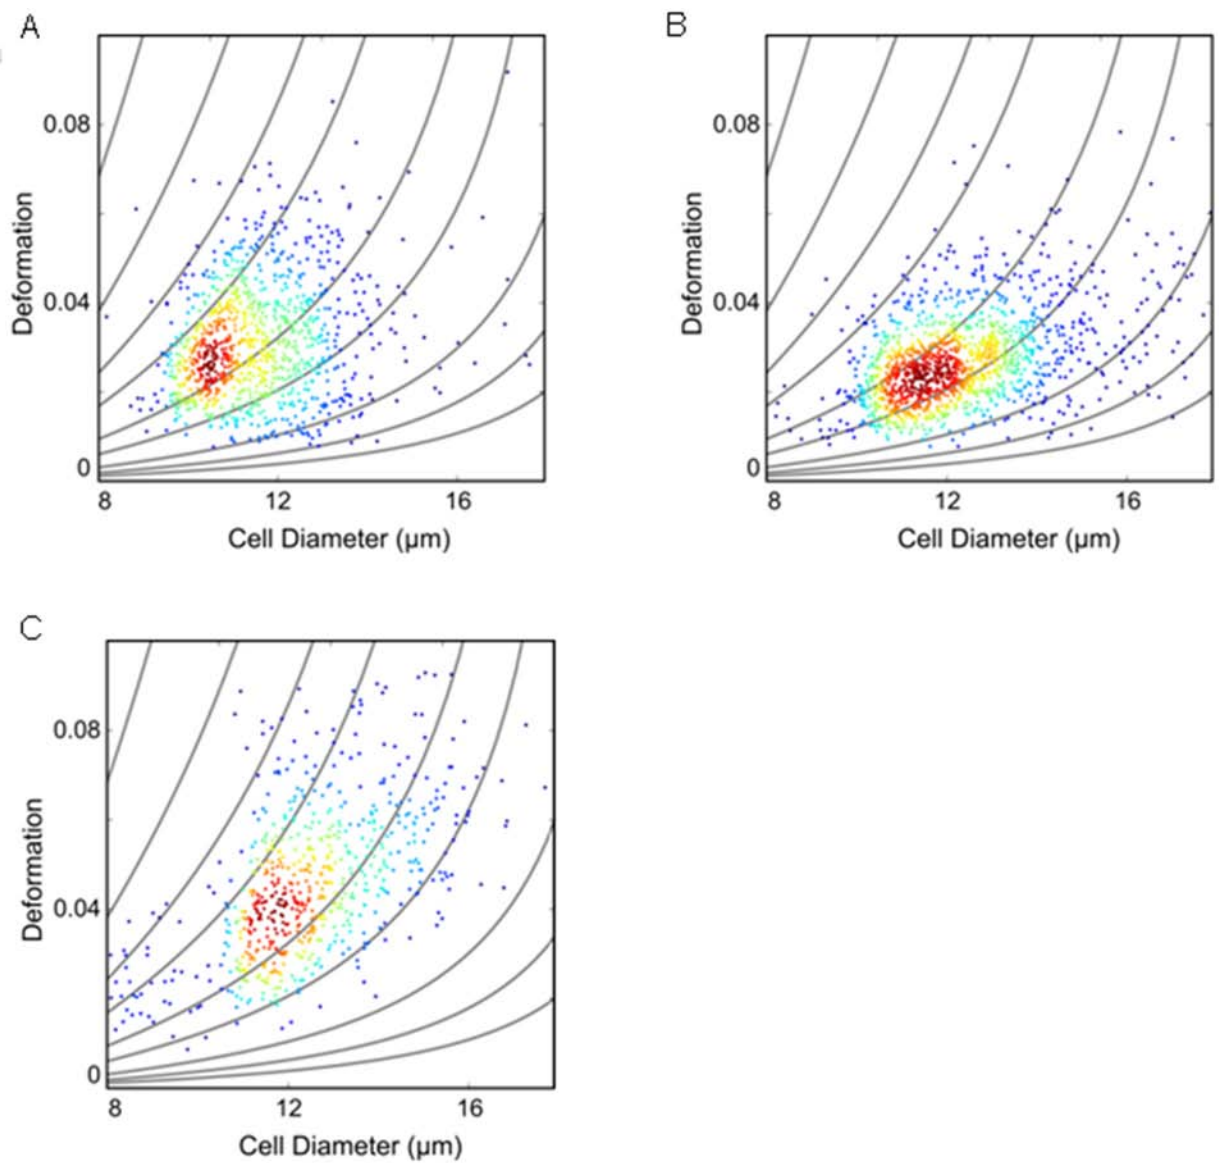 A
B
0.08
0.04
0
Deformation
8
12
16
Cell Diameter (µm)
0.08
0.04
0
Deformation
8
12
16
Cell Diameter (µm)
C
0.08
0.04
0
Deformation
8
12
16
Cell Diameter (µm)